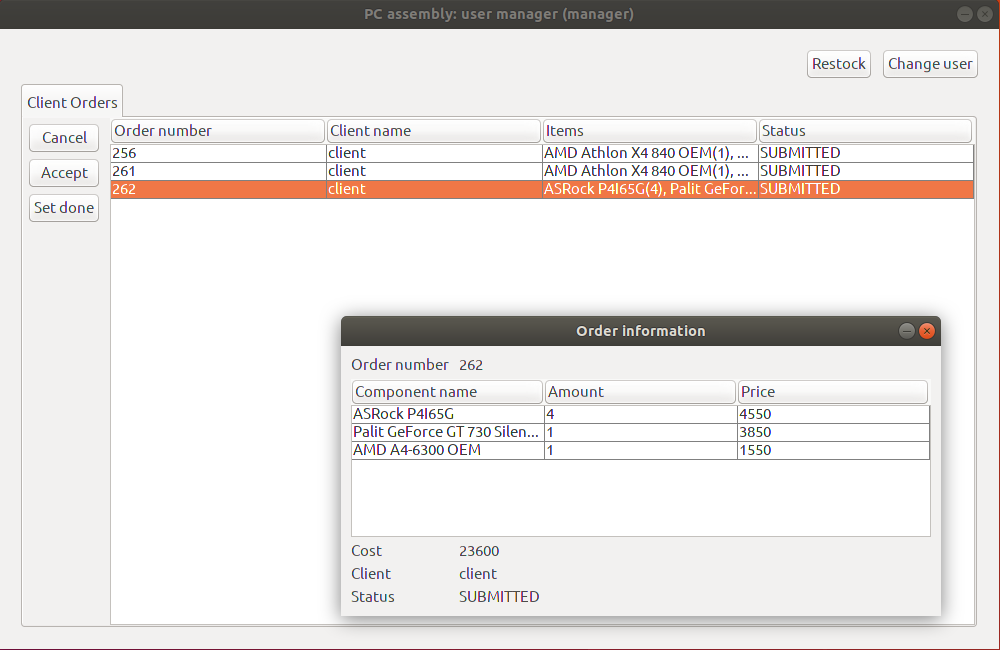 PC assembly: user manager (manager)
Restock Change user
Client Orders
Cancel
Accept
Set done
Order number Client name Items Status
256 client AMD Athlon X4 840 OEM(1), ... SUBMITTED
261 client AMD Athlon X4 840 OEM(1), ... SUBMITTED
262 client ASRock P4I65G(4), Palit GeFor... SUBMITTED
Order information
Order number 262
Component name Amount Price
ASRock P4I65G 4 4550
Palit GeForce GT 730 Silen... 1 3850
AMD A4-6300 OEM 1 1550
Cost 23600
Client client
Status SUBMITTED